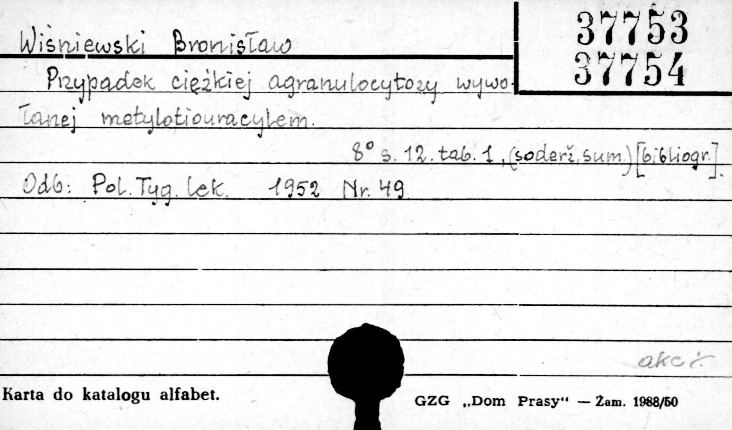 37753
37754
Wiśniewski Bronisław
Przypadek ciężkiej agranulocytozy wywo-
łanej metylotiouracylem.
8° s. 12. tab. 1, (soderž, sum.) [bibliogr].
Odb: Pol. Tyg. lek. 1952 Nr. 49
akc.
Karta do katalogu alfabet.
GZG „Dom Prasy“ — Zam. 1988/50